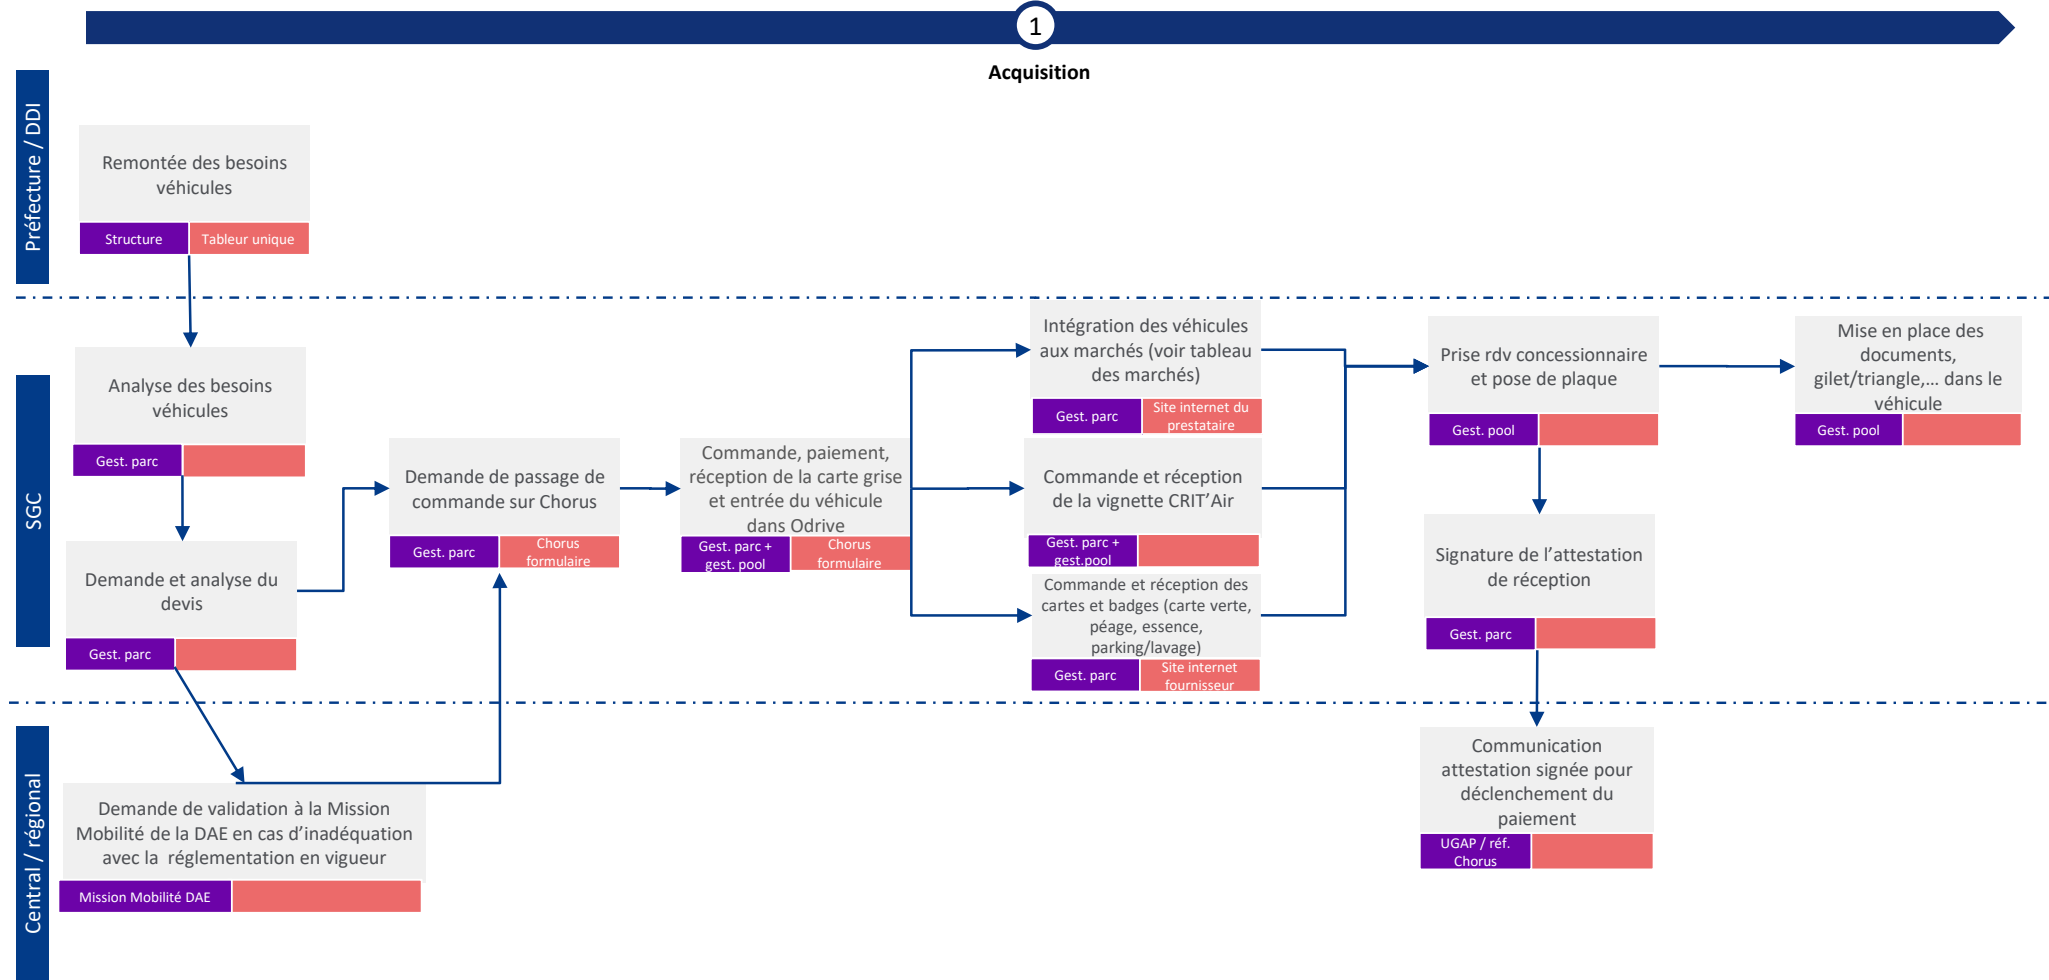 1
Acquisition
Préfecture / DDI
Remontée des besoins
véhicules
Structure
Tableur unique
SGC
Analyse des besoins
véhicules
Gest. parc
Demande et analyse du
devis
Gest. parc
Demande de passage de
commande sur Chorus
Gest. parc
Chorus
formulaire
Commande, paiement,
réception de la carte grise
et entrée du véhicule
dans Odrive
Gest. parc +
gest. pool
Chorus
formulaire
Intégration des véhicules
aux marchés (voir tableau
des marchés)
Gest. parc
Site internet du
prestataire
Commande et réception
de la vignette CRIT’Air
Gest. parc +
gest.pool
Commande et réception des
cartes et badges (carte verte,
péage, essence,
parking/lavage)
Gest. parc
Site internet
fournisseur
Prise rdv concessionnaire
et pose de plaque
Gest. pool
Mise en place des
documents,
gilet/triangle,... dans le
véhicule
Gest. pool
Signature de l’attestation
de réception
Gest. parc
Central / régional
Demande de validation à la Mission
Mobilité de la DAE en cas d’inadéquation
avec la réglementation en vigueur
Mission Mobilité DAE
Communication
attestation signée pour
déclenchement du
paiement
UGAP / réf.
Chorus